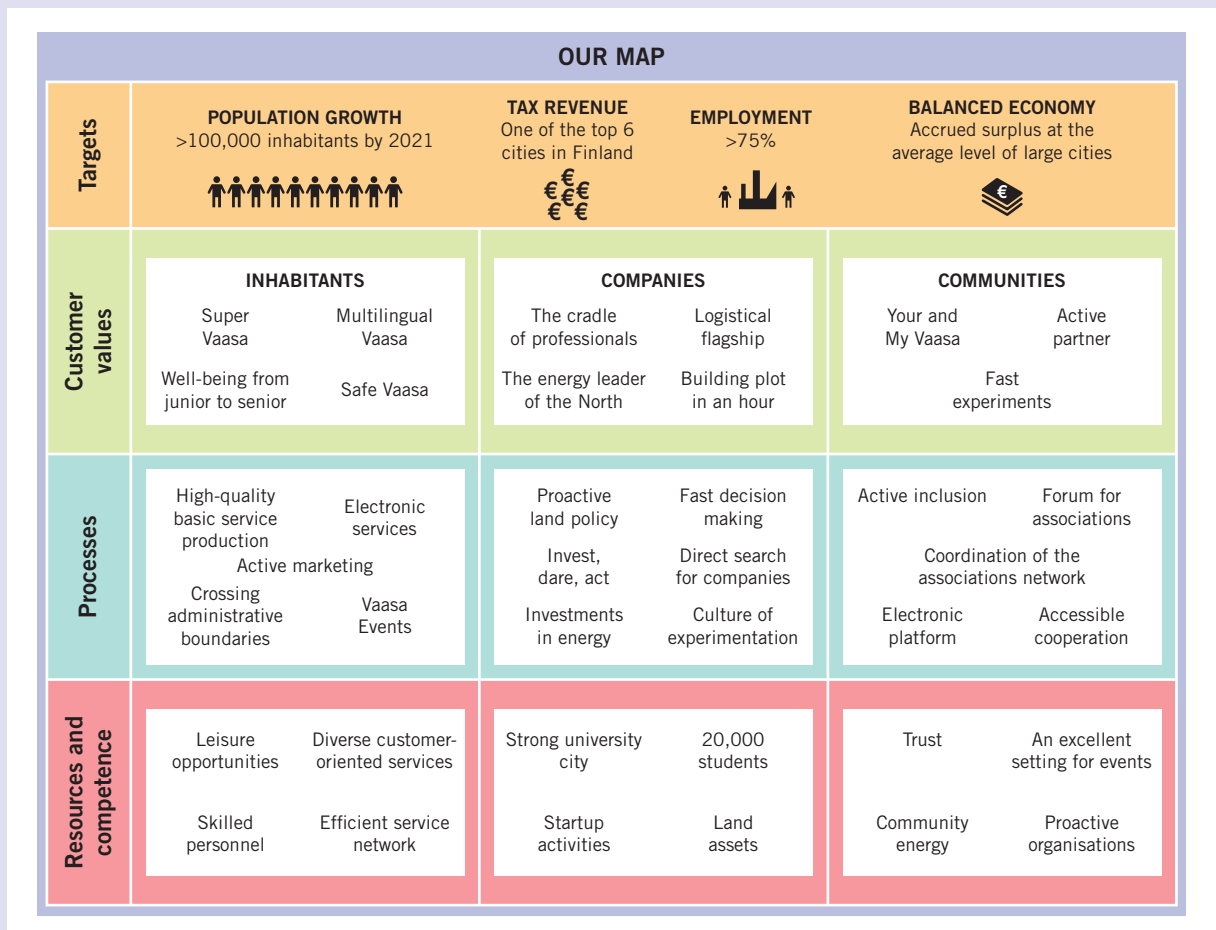 OUR MAP
Targets
POPULATION GROWTH
>100,000 inhabitants by 2021
TAX REVENUE
One of the top 6
cities in Finland
€
€ €€
€€
€ €
EMPLOYMENT
>75%
BALANCED ECONOMY
Accrued surplus at the
average level of large cities
€
Customer
values
INHABITANTS
Super
Vaasa
Multilingual
Vaasa
Well-being from
junior to senior
Safe Vaasa
COMPANIES
The cradle
of professionals
Logistical
flagship
The energy leader
of the North
Building plot
in an hour
COMMUNITIES
Your and
My Vaasa
Active
partner
Fast
experiments
Processes
High-quality
basic service
production
Electronic
services
Active marketing
Crossing
administrative
boundaries
Vaasa
Events
Proactive
land policy
Fast decision
making
Invest,
dare, act
Direct search
for companies
Investments
in energy
Culture of
experimentation
Active inclusion
Forum for
associations
Coordination of the
associations network
Electronic
platform
Accessible
cooperation
Resources and
competence
Leisure
opportunities
Diverse customer-
oriented services
Skilled
personnel
Efficient service
network
Strong university
city
20,000
students
Startup
activities
Land
assets
Trust
An excellent
setting for events
Community
energy
Proactive
organisations